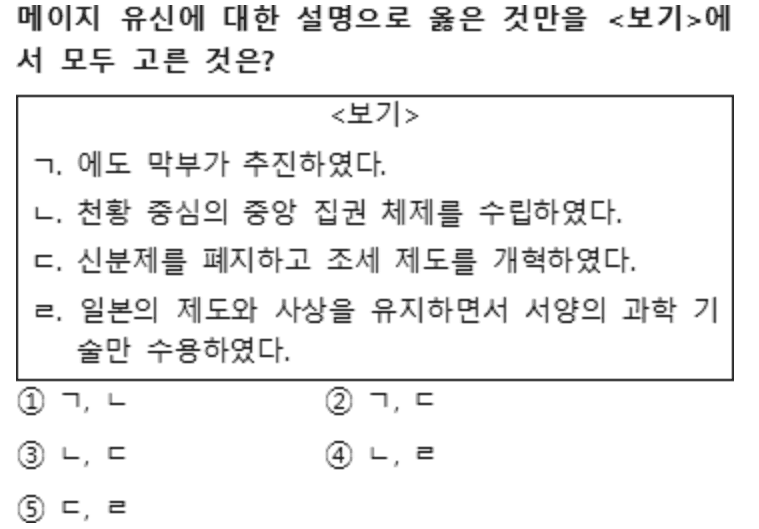 메이지 유신에 대한 설명으로 옳은 것만을 <보기>에
서 모두 고른 것은?
<보기>
ㄱ. 에도 막부가 추진하였다.
ㄴ. 천황 중심의 중앙 집권 체제를 수립하였다.
ㄷ. 신분제를 폐지하고 조세 제도를 개혁하였다.
ㄹ. 일본의 제도와 사상을 유지하면서 서양의 과학 기
술만 수용하였다.
① ㄱ, ㄴ ② ㄱ, ㄷ
③ ㄴ, ㄷ ④ ㄴ, ㄹ
⑤ ㄷ, ㄹ